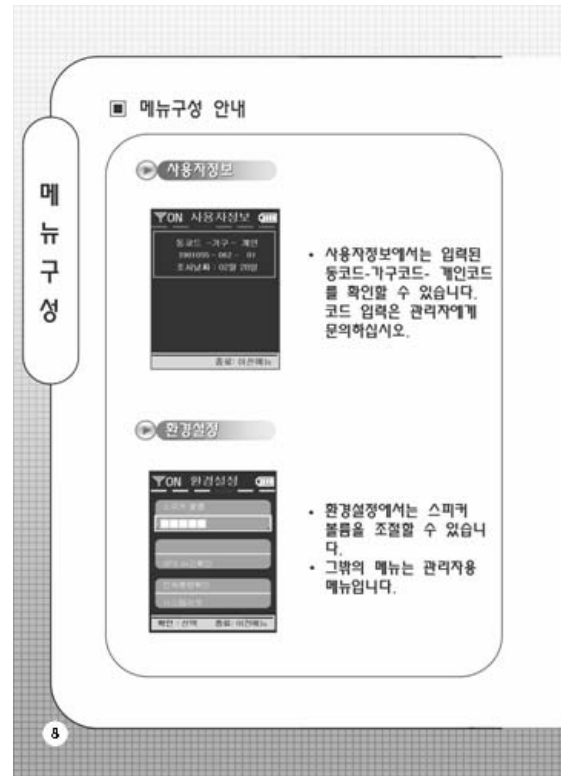 ■ 메뉴구성 안내
메
뉴
구
성
사용자정보
ON 사용자정보
동코드 -가구 - 개인
3901055 - 062 - 01
조사날짜 : 02월 28일
종료: 이전메뉴
• 사용자정보에서는 입력된
동코드-가구코드- 개인코드
를 확인할 수 있습니다.
코드 입력은 관리자에게
문의하십시오.
환경설정
ON 환경설정
스피커 볼륨
확인 : 선택 종료: 이전메뉴
• 환경설정에서는 스피커
볼륨을 조절할 수 있습니
다.
• 그밖의 메뉴는 관리자용
메뉴입니다.
8